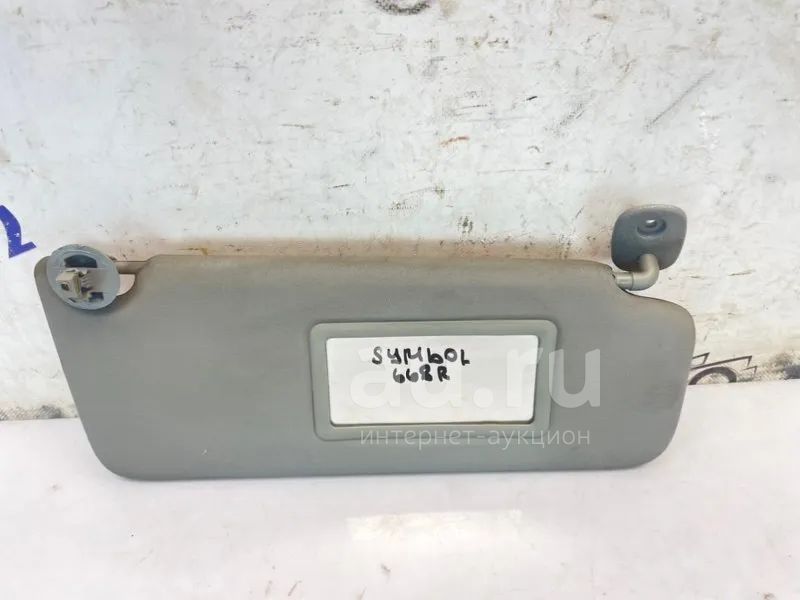 SYMBOL
668R
au.ru
интернет-аукцион